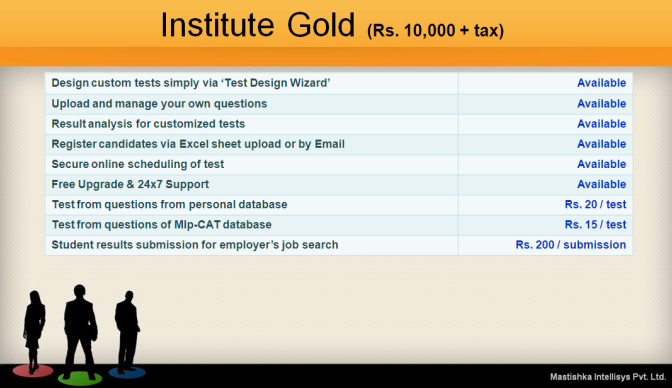 Institute Gold (Rs. 10,000 + tax)
Design custom tests simply via ‘Test Design Wizard’ Available
Upload and manage your own questions Available
Result analysis for customized tests Available
Register candidates via Excel sheet upload or by Email Available
Secure online scheduling of test Available
Free Upgrade & 24x7 Support Available
Test from questions from personal database Rs. 20 / test
Test from questions of MIp-CAT database Rs. 15 / test
Student results submission for employer’s job search Rs. 200 / submission
Mastishka Intellisys Pvt. Ltd.